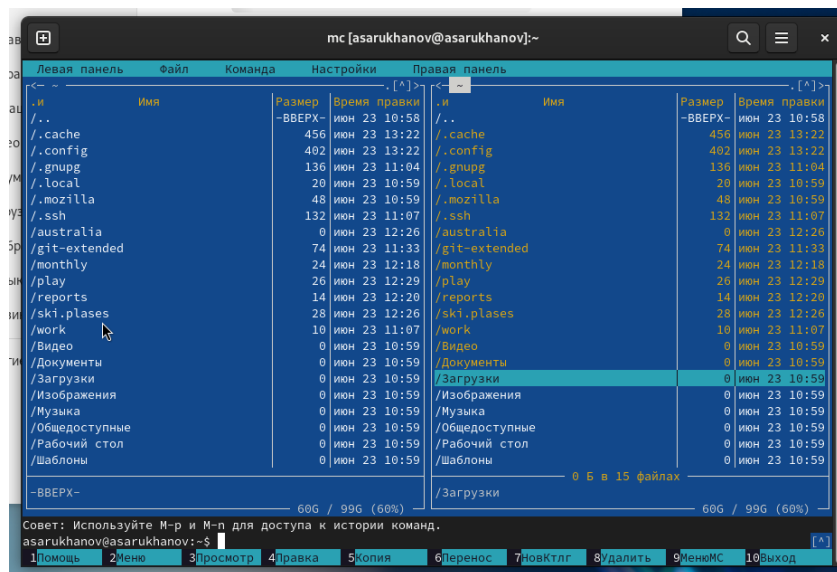 mc [asarukhanov@asarukhanov]:~
Левая панель Файл Команда Настройки Правая панель
<— ~ .[^]> <— ~ .[^]>
.и Имя Размер Время правки .и Имя Размер Время правки
/.. -ВВЕРХ- июн 23 10:58 /.. -ВВЕРХ- июн 23 10:58
/.cache 456 июн 23 13:22 /.cache 456 июн 23 13:22
/.config 402 июн 23 13:22 /.config 402 июн 23 13:22
/.gnupg 136 июн 23 11:04 /.gnupg 136 июн 23 11:04
/.local 20 июн 23 10:59 /.local 20 июн 23 10:59
/.mozilla 48 июн 23 10:59 /.mozilla 48 июн 23 10:59
/.ssh 132 июн 23 11:07 /.ssh 132 июн 23 11:07
/australia 0 июн 23 12:26 /australia 0 июн 23 12:26
/git-extended 74 июн 23 11:33 /git-extended 74 июн 23 11:33
/monthly 24 июн 23 12:18 /monthly 24 июн 23 12:18
/play 26 июн 23 12:29 /play 26 июн 23 12:29
/reports 14 июн 23 12:20 /reports 14 июн 23 12:20
/ski.plases 28 июн 23 12:26 /ski.plases 28 июн 23 12:26
/work 10 июн 23 11:07 /work 10 июн 23 11:07
/Видео 0 июн 23 10:59 /Видео 0 июн 23 10:59
/Документы 0 июн 23 10:59 /Документы 0 июн 23 10:59
/Загрузки 0 июн 23 10:59 /Загрузки 0 июн 23 10:59
/Изображения 0 июн 23 10:59 /Изображения 0 июн 23 10:59
/Музыка 0 июн 23 10:59 /Музыка 0 июн 23 10:59
/Общедоступные 0 июн 23 10:59 /Общедоступные 0 июн 23 10:59
/Рабочий стол 0 июн 23 10:59 /Рабочий стол 0 июн 23 10:59
/Шаблоны 0 июн 23 10:59 /Шаблоны 0 июн 23 10:59
0 Б в 15 файлах
-ВВЕРХ- /Загрузки
60G / 99G (60%) 60G / 99G (60%)
Совет: Используйте M-p и M-n для доступа к истории команд.
asarukhanov@asarukhanov:~$ [^]
1Помощь 2Меню 3Просмотр 4Правка 5Копия 6Перенос 7НовКтлг 8Удалить 9МенюМС 10Выход